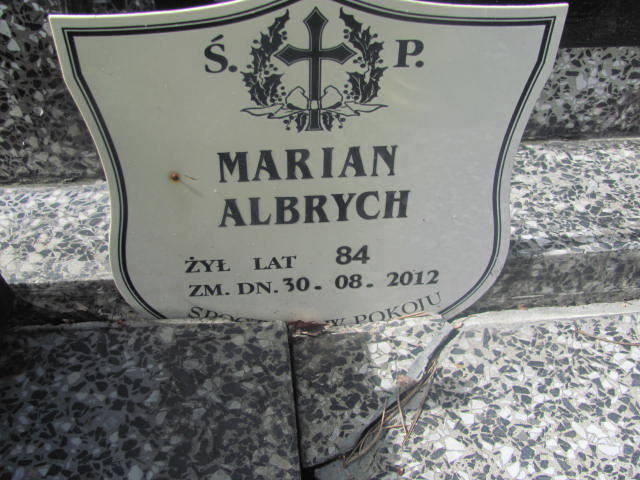 Ś. P.
MARIAN
ALBRYCH
ŻYŁ LAT 84
ZM. DN. 30-08-2012
W POKOJU